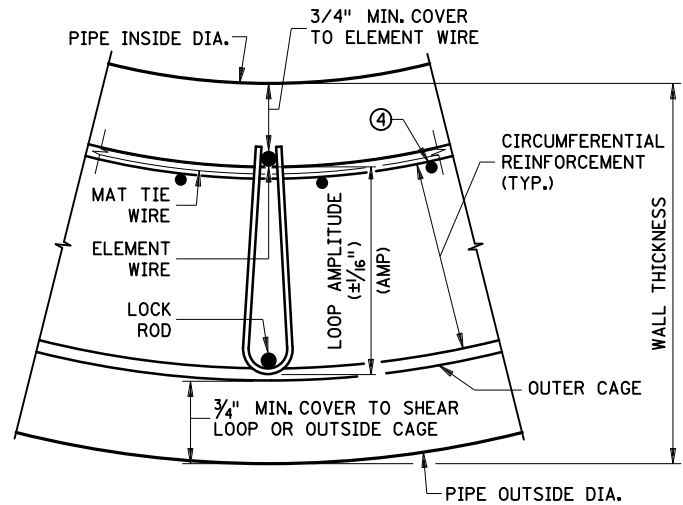 3/4" MIN. COVER
TO ELEMENT WIRE
PIPE INSIDE DIA.
4
CIRCUMFERENTIAL
REINFORCEMENT
(TYP.)
MAT TIE
WIRE
ELEMENT
WIRE
LOOP AMPLITUDE
(±1/16")
(AMP)
WALL THICKNESS
LOCK
ROD
OUTER CAGE
3/4" MIN. COVER TO SHEAR
LOOP OR OUTSIDE CAGE
PIPE OUTSIDE DIA.